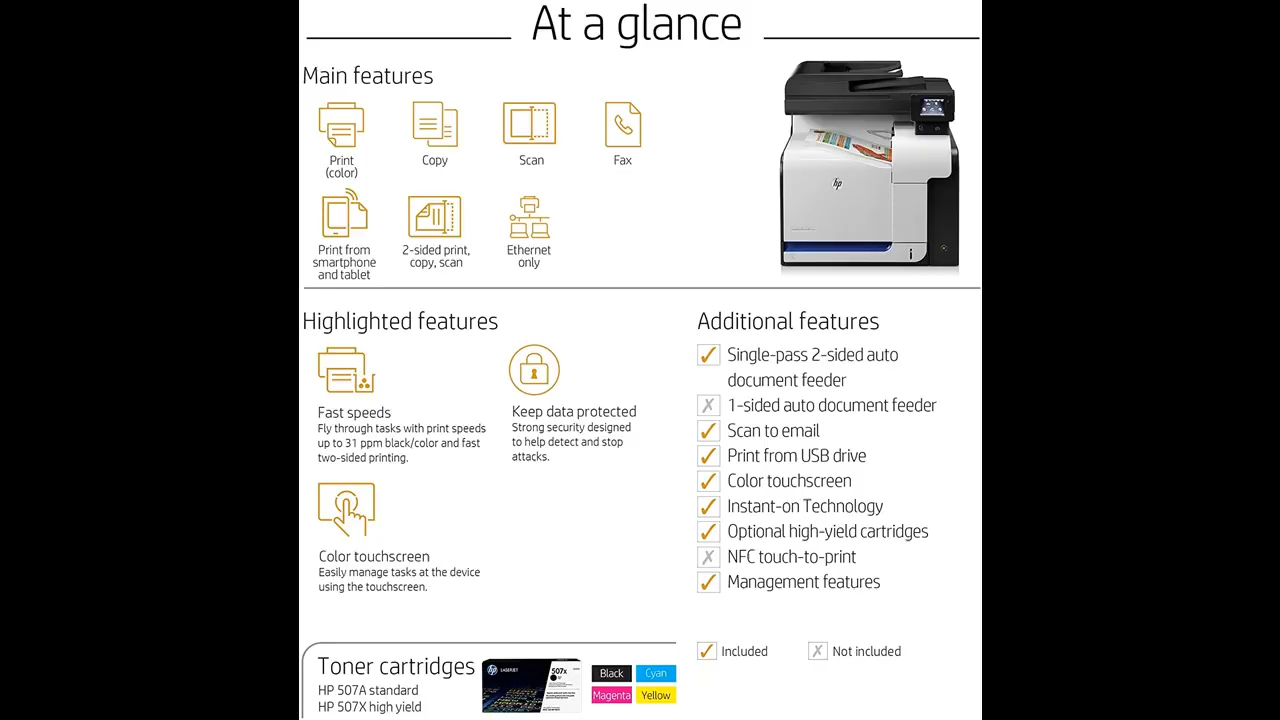 At a glance
Main features
Print
(color)
Copy
Scan
Fax
Print from
smartphone
and tablet
2-sided print,
copy, scan
Ethernet
only
hp
Highlighted features
Fast speeds
Fly through tasks with print speeds
up to 31 ppm black/color and fast
two-sided printing.
Keep data protected
Strong security designed
to help detect and stop
attacks.
Color touchscreen
Easily manage tasks at the device
using the touchscreen.
Additional features
Single-pass 2-sided auto
document feeder
1-sided auto document feeder
Scan to email
Print from USB drive
Color touchscreen
Instant-on Technology
Optional high-yield cartridges
NFC touch-to-print
Management features
Included
Not included
Toner cartridges
HP 507A standard
HP 507X high yield
hp LASERJET
507x
Black
Cyan
Magenta
Yellow